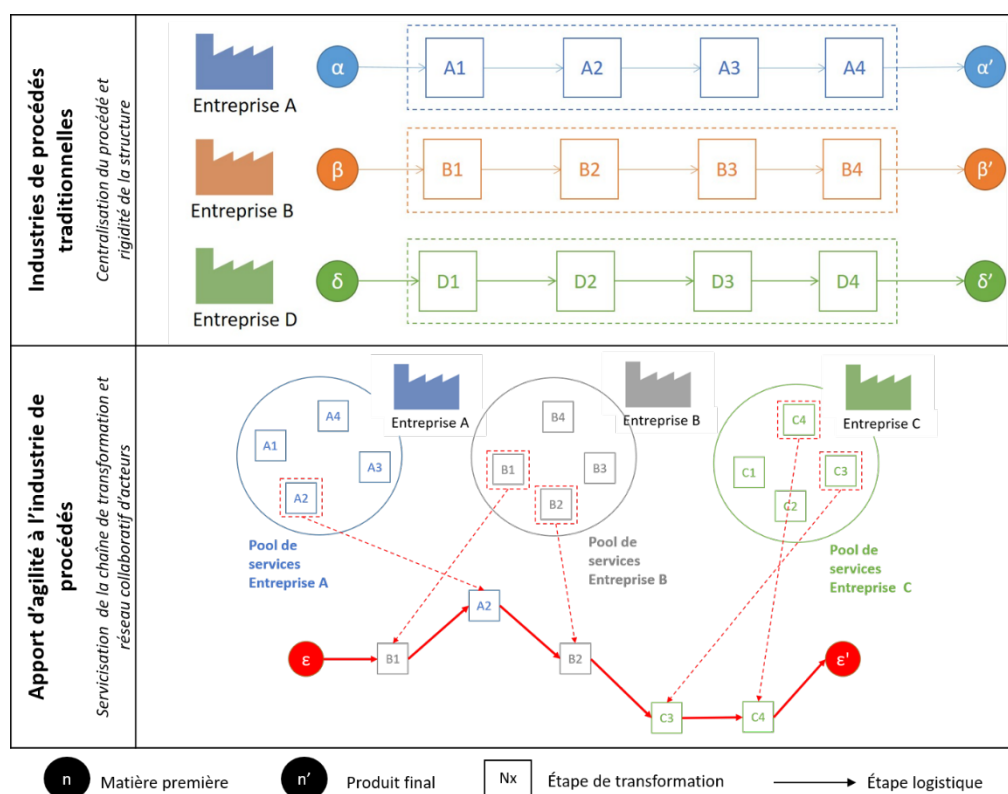 Industries de procédés
traditionnelles
Centralisation du procédé et
rigidité de la structure
Entreprise A
α
A1
A2
A3
A4
α’
Entreprise B
β
B1
B2
B3
B4
β’
Entreprise D
δ
D1
D2
D3
D4
δ’
Apport d’agilité à l’industrie de
procédés
Servicisation de la chaîne de transformation et
réseau collaboratif d’acteurs
A4
A1
A3
A2
Entreprise A
Pool de
services
Entreprise A
B4
B1
B3
B2
Entreprise B
Pool de
services
Entreprise B
C4
C1
C3
C2
Entreprise C
Pool de
services
Entreprise C
ε
B1
A2
B2
C3
C4
ε'
n
Matière première
n’
Produit final
Nx
Étape de transformation
Étape logistique